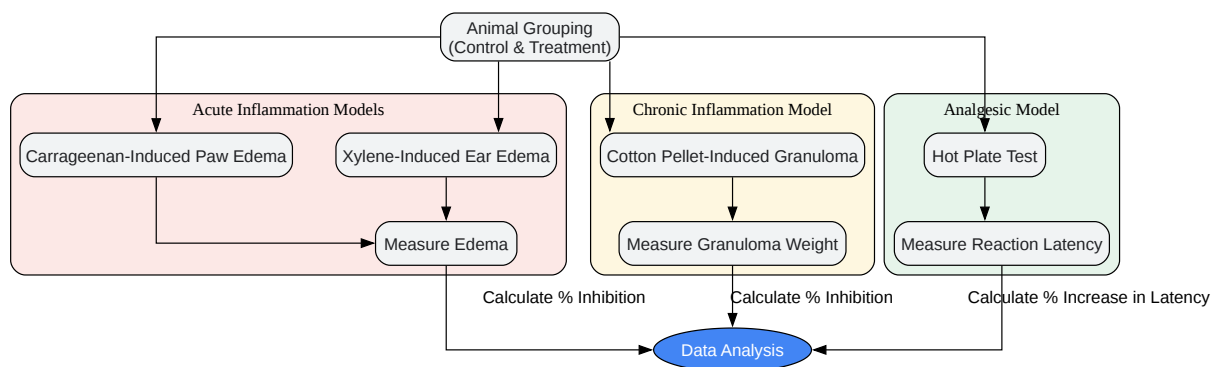 Animal Grouping
(Control & Treatment)
Acute Inflammation Models
Chronic Inflammation Model
Analgesic Model
Carrageenan-Induced Paw Edema
Xylene-Induced Ear Edema
Cotton Pellet-Induced Granuloma
Hot Plate Test
Measure Edema
Measure Granuloma Weight
Measure Reaction Latency
Calculate % Inhibition
Calculate % Inhibition
Calculate % Increase in Latency
Data Analysis